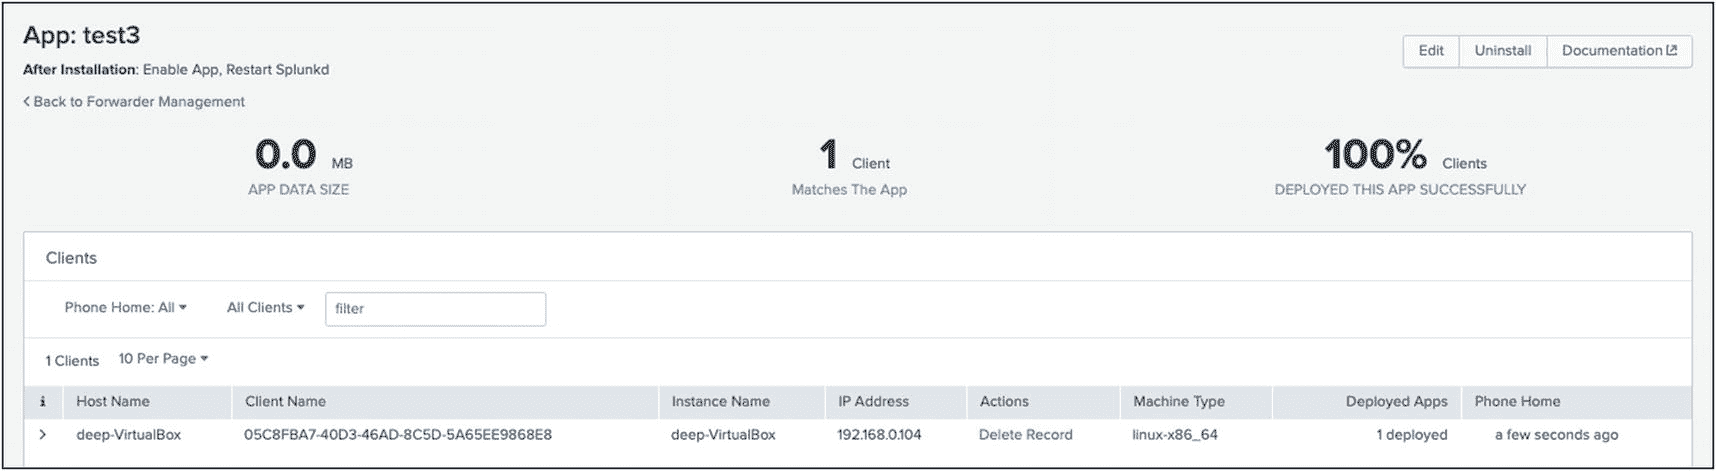 App: test3
Edit Uninstall Documentation
After Installation: Enable App, Restart Splunkd
Back to Forwarder Management
0.0 MB 1 Client 100% Clients
APP DATA SIZE Matches The App DEPLOYED THIS APP SUCCESSFULLY
Clients
Phone Home: All All Clients filter
1 Clients 10 Per Page
i Host Name Client Name Instance Name IP Address Actions Machine Type Deployed Apps Phone Home
deep-VirtualBox 05C8FBA7-40D3-46AD-8C5D-5A65EE9868E8 deep-VirtualBox 192.168.0.104 Delete Record linux-x86_64 1 deployed a few seconds ago